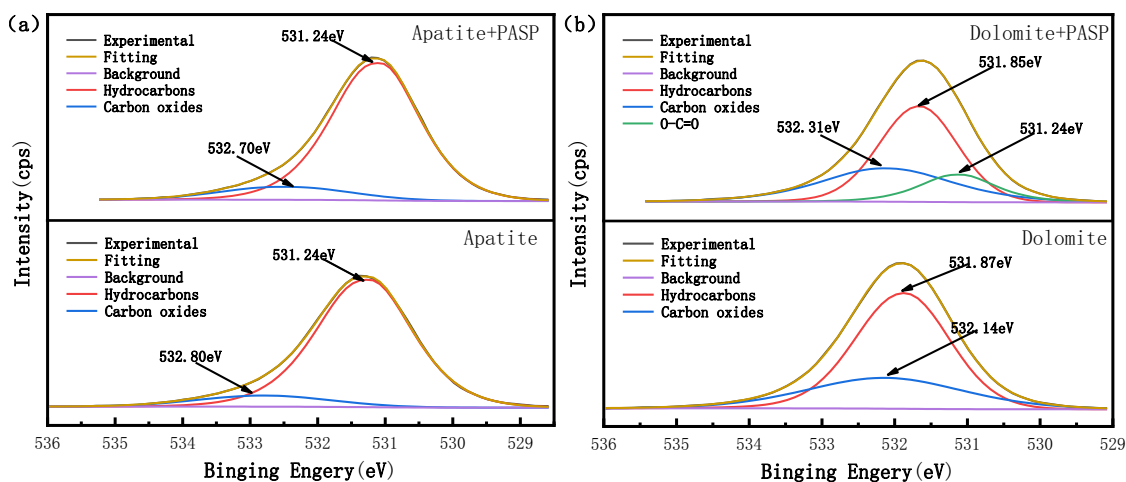 (a)
Apatite+PASP
Experimental
Fitting
Background
Hydrocarbons
Carbon oxides
531.24eV
532.70eV
Apatite
Experimental
Fitting
Background
Hydrocarbons
Carbon oxides
531.24eV
532.80eV
Intensity(cps)
536 535 534 533 532 531 530 529
Binging Engery(eV)
(b)
Dolomite+PASP
Experimental
Fitting
Background
Hydrocarbons
Carbon oxides
O-C=O
531.85eV
532.31eV
531.24eV
Dolomite
Experimental
Fitting
Background
Hydrocarbons
Carbon oxides
531.87eV
532.14eV
Intensity(cps)
536 535 534 533 532 531 530 529
Binging Engery(eV)